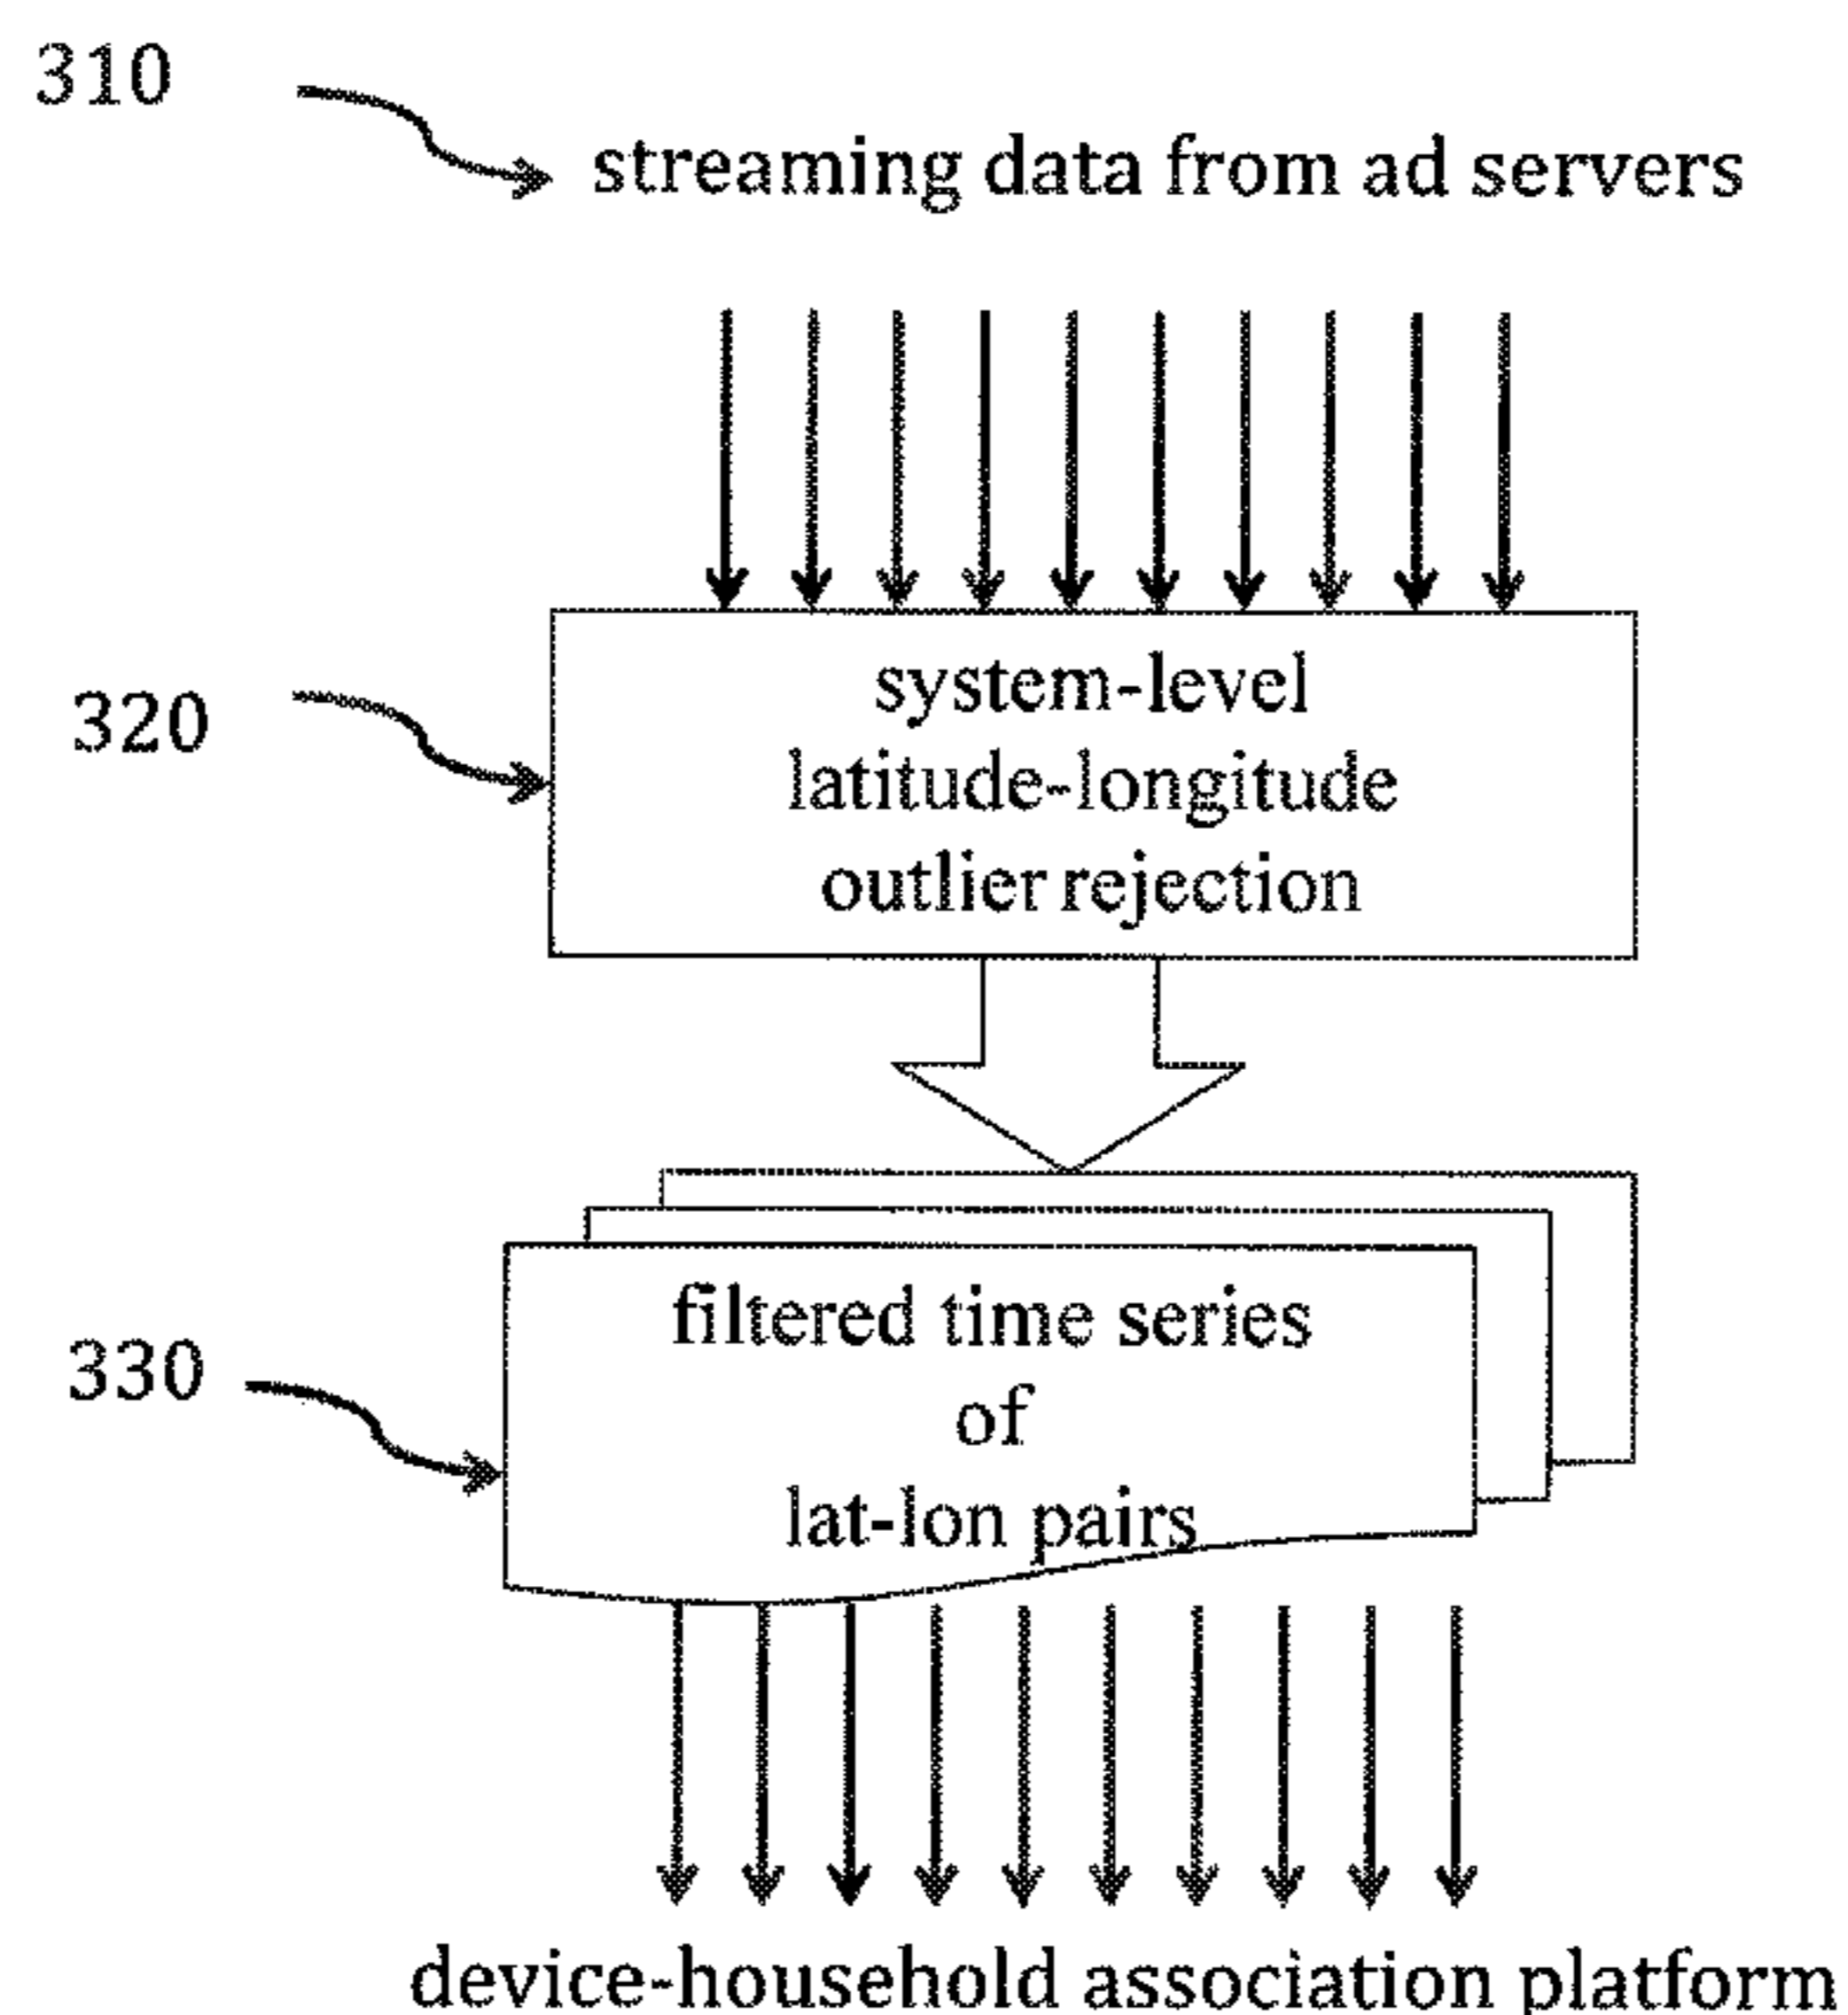 310
streaming data from ad servers
320
system-level
latitude-longitude
outlier rejection
330
filtered time series
of
lat-lon pairs
device-household association platform